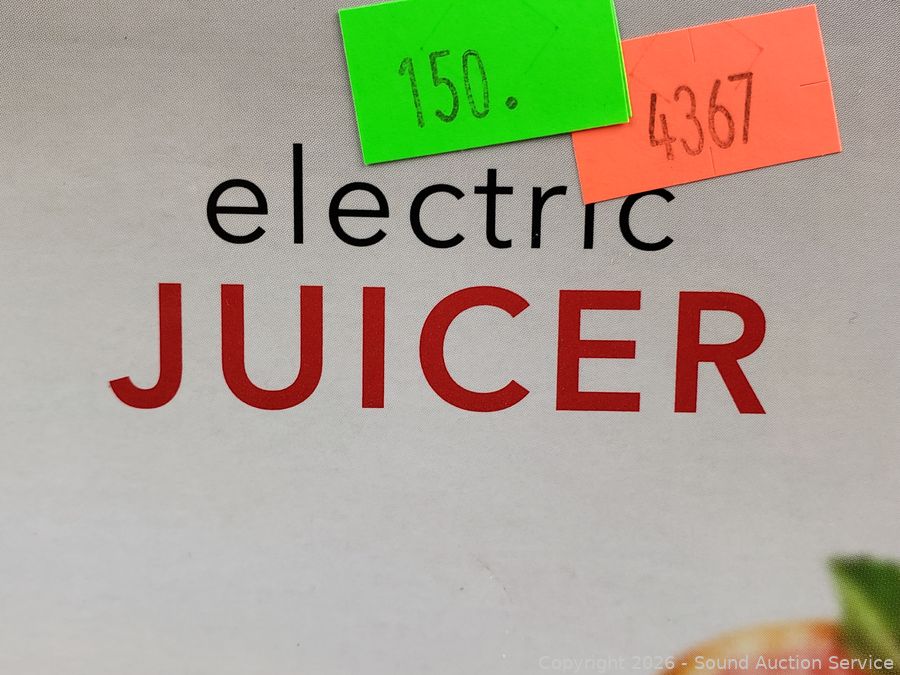 150.
4367
electric
JUICER
Copyright 2026 - Sound Auction Service